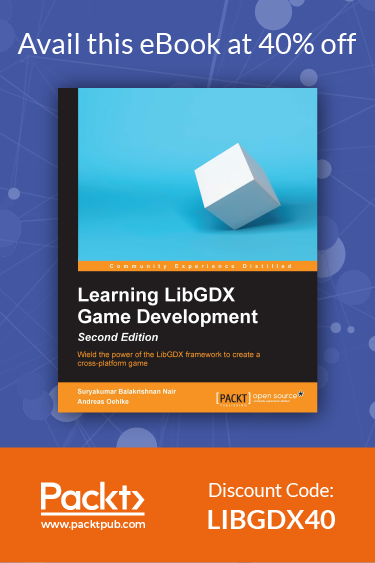 Avail this eBook at 40% off
Community Experience Distilled
Learning LibGDX
Game Development
Second Edition
Wield the power of the LibGDX framework to create a
cross-platform game
Suryakumar Balakrishnan Nair
Andreas Oehlke
[PACKT] open source*
PUBLISHING
Packt>
www.packtpub.com
Discount Code:
LIBGDX40